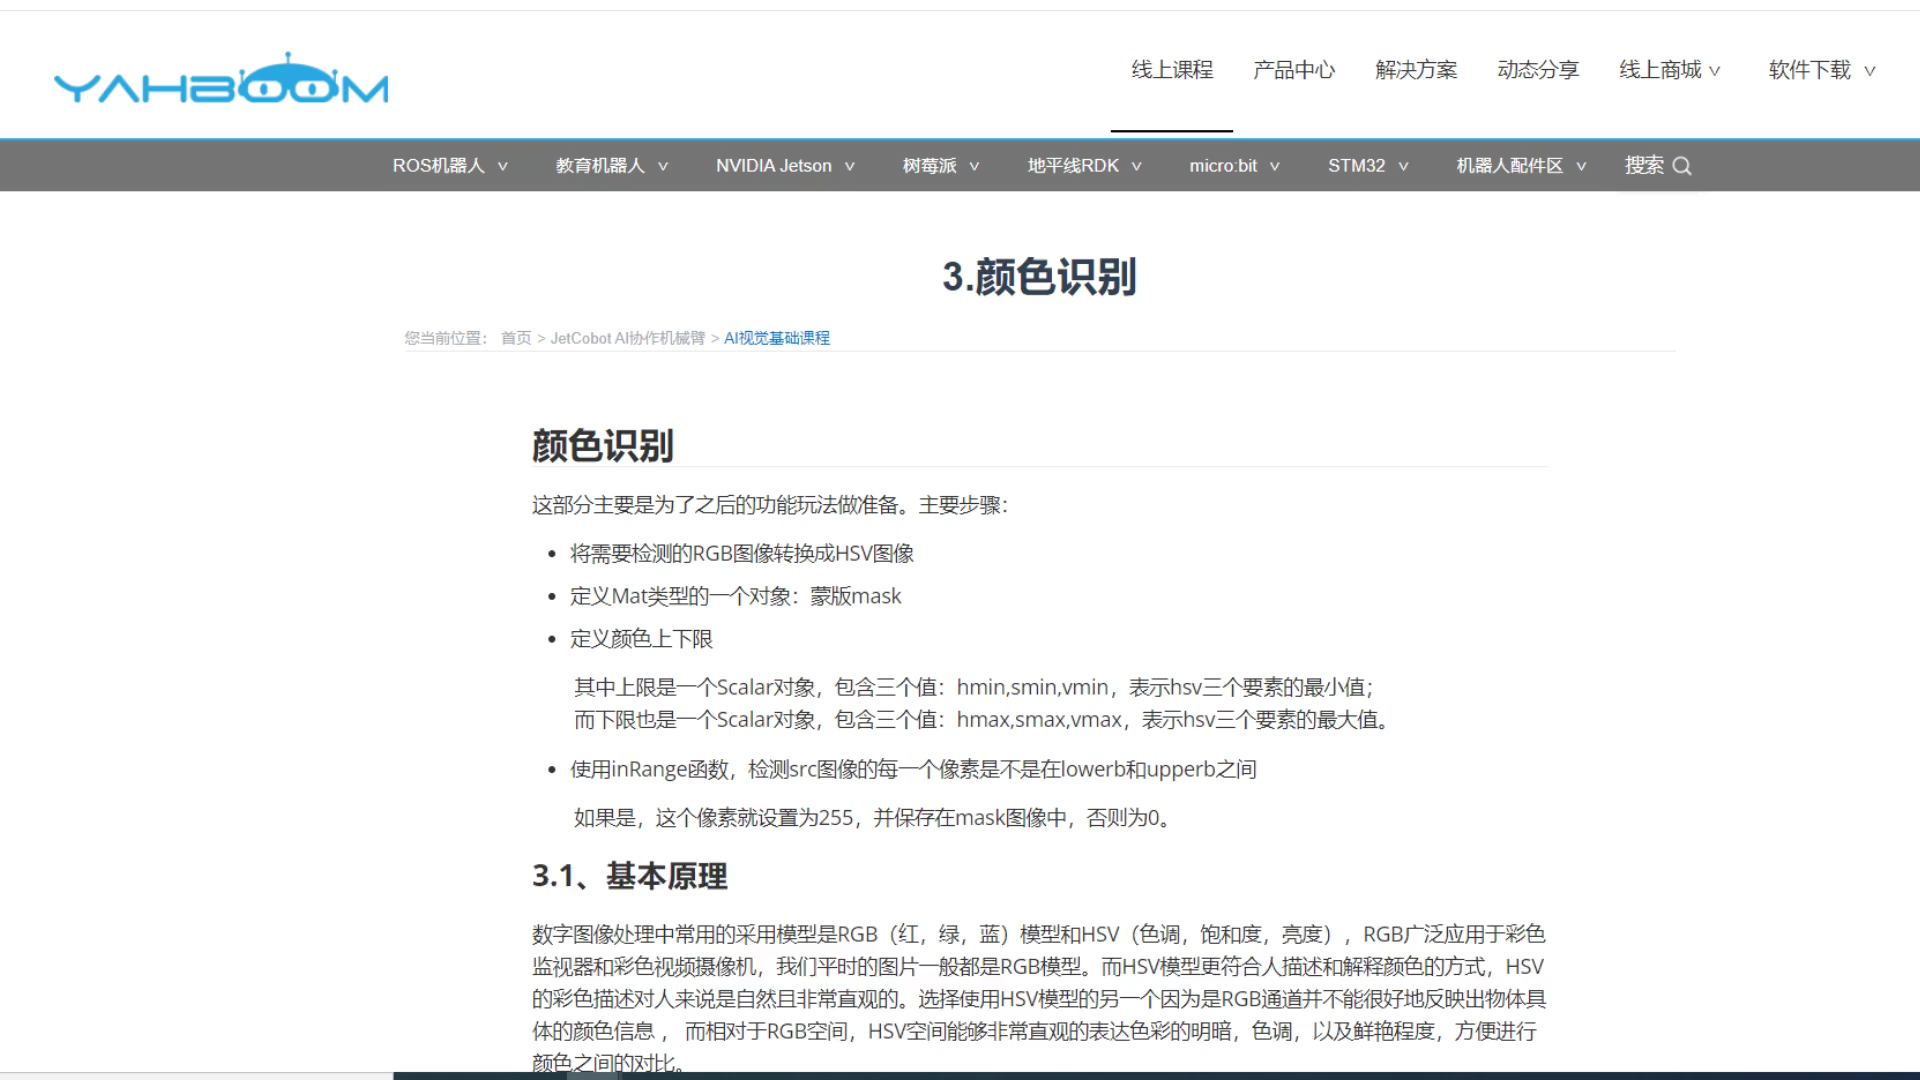 YAHBOOM
线上课程 产品中心 解决方案 动态分享 线上商城 软件下载
ROS机器人 教育机器人 NVIDIA Jetson 树莓派 地平线RDK micro:bit STM32 机器人配件区 搜索
3.颜色识别
您当前位置： 首页 > JetCobot AI协作机械臂 > AI视觉基础课程
颜色识别
这部分主要是为了之后的功能玩法做准备。主要步骤：
• 将需要检测的RGB图像转换成HSV图像
• 定义Mat类型的一个对象：蒙版mask
• 定义颜色上下限
其中上限是一个Scalar对象，包含三个值：hmin,smin,vmin，表示hsv三个要素的最小值；
而下限也是一个Scalar对象，包含三个值：hmax,smax,vmax，表示hsv三个要素的最大值。
• 使用inRange函数，检测src图像的每一个像素是不是在lowerb和upperb之间
如果是，这个像素就设置为255，并保存在mask图像中，否则为0。
3.1、基本原理
数字图像处理中常用的采用模型是RGB（红，绿，蓝）模型和HSV（色调，饱和度，亮度），RGB广泛应用于彩色
监视器和彩色视频摄像机，我们平时的图片一般都是RGB模型。而HSV模型更符合人描述和解释颜色的方式，HSV
的彩色描述对人来说是自然且非常直观的。选择使用HSV模型的另一个因为是RGB通道并不能很好地反映出物体具
体的颜色信息 ， 而相对于RGB空间，HSV空间能够非常直观的表达色彩的明暗，色调，以及鲜艳程度，方便进行
颜色之间的对比。